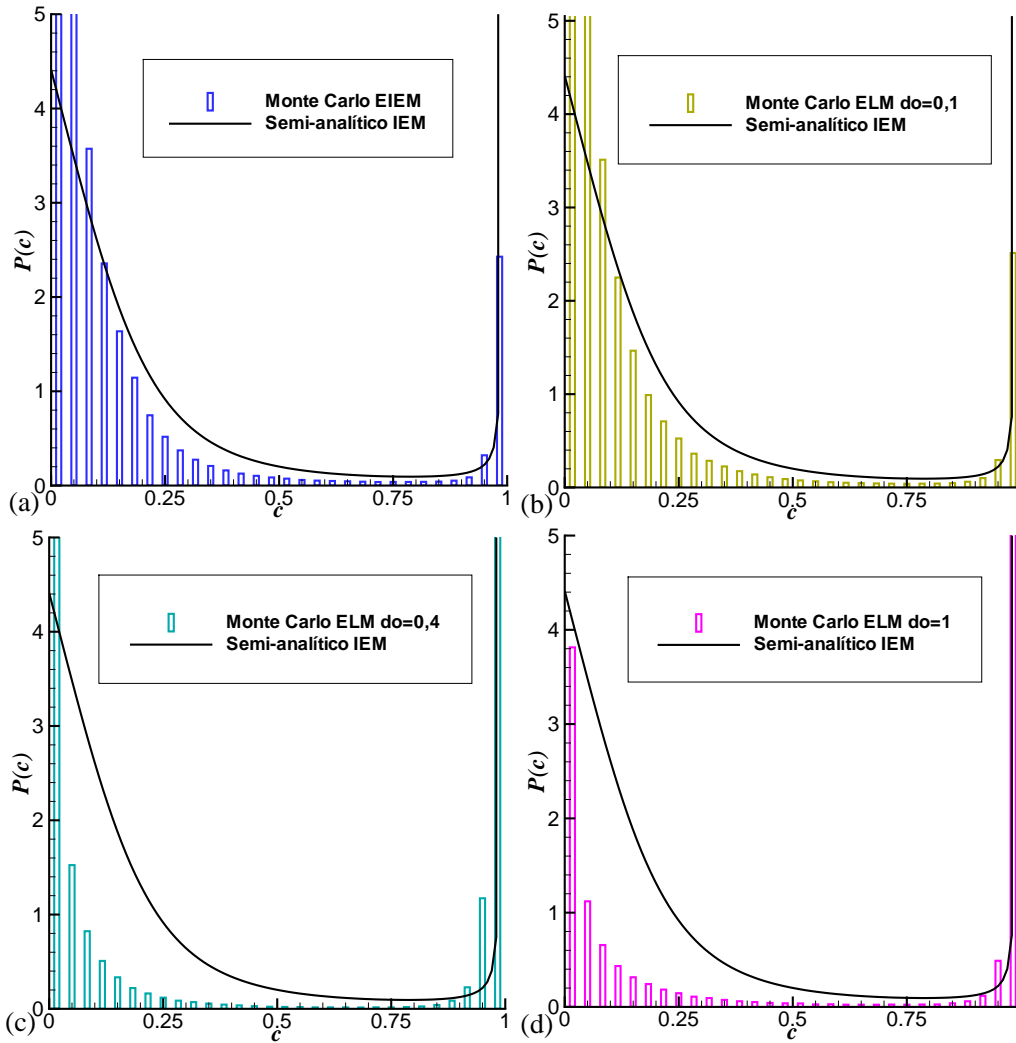 5
4
3
2
1
0
P(c)
Monte Carlo EIEM
Semi-analítico IEM
0.25
0.5
0.75
1
c
(a)
5
4
3
2
1
0
P(c)
Monte Carlo ELM do=0,1
Semi-analítico IEM
0.25
0.5
0.75
c
(b)
5
4
3
2
1
0
P(c)
Monte Carlo ELM do=0,4
Semi-analítico IEM
0.25
0.5
0.75
1
c
(c)
5
4
3
2
1
0
P(c)
Monte Carlo ELM do=1
Semi-analítico IEM
0.25
0.5
0.75
c
(d)